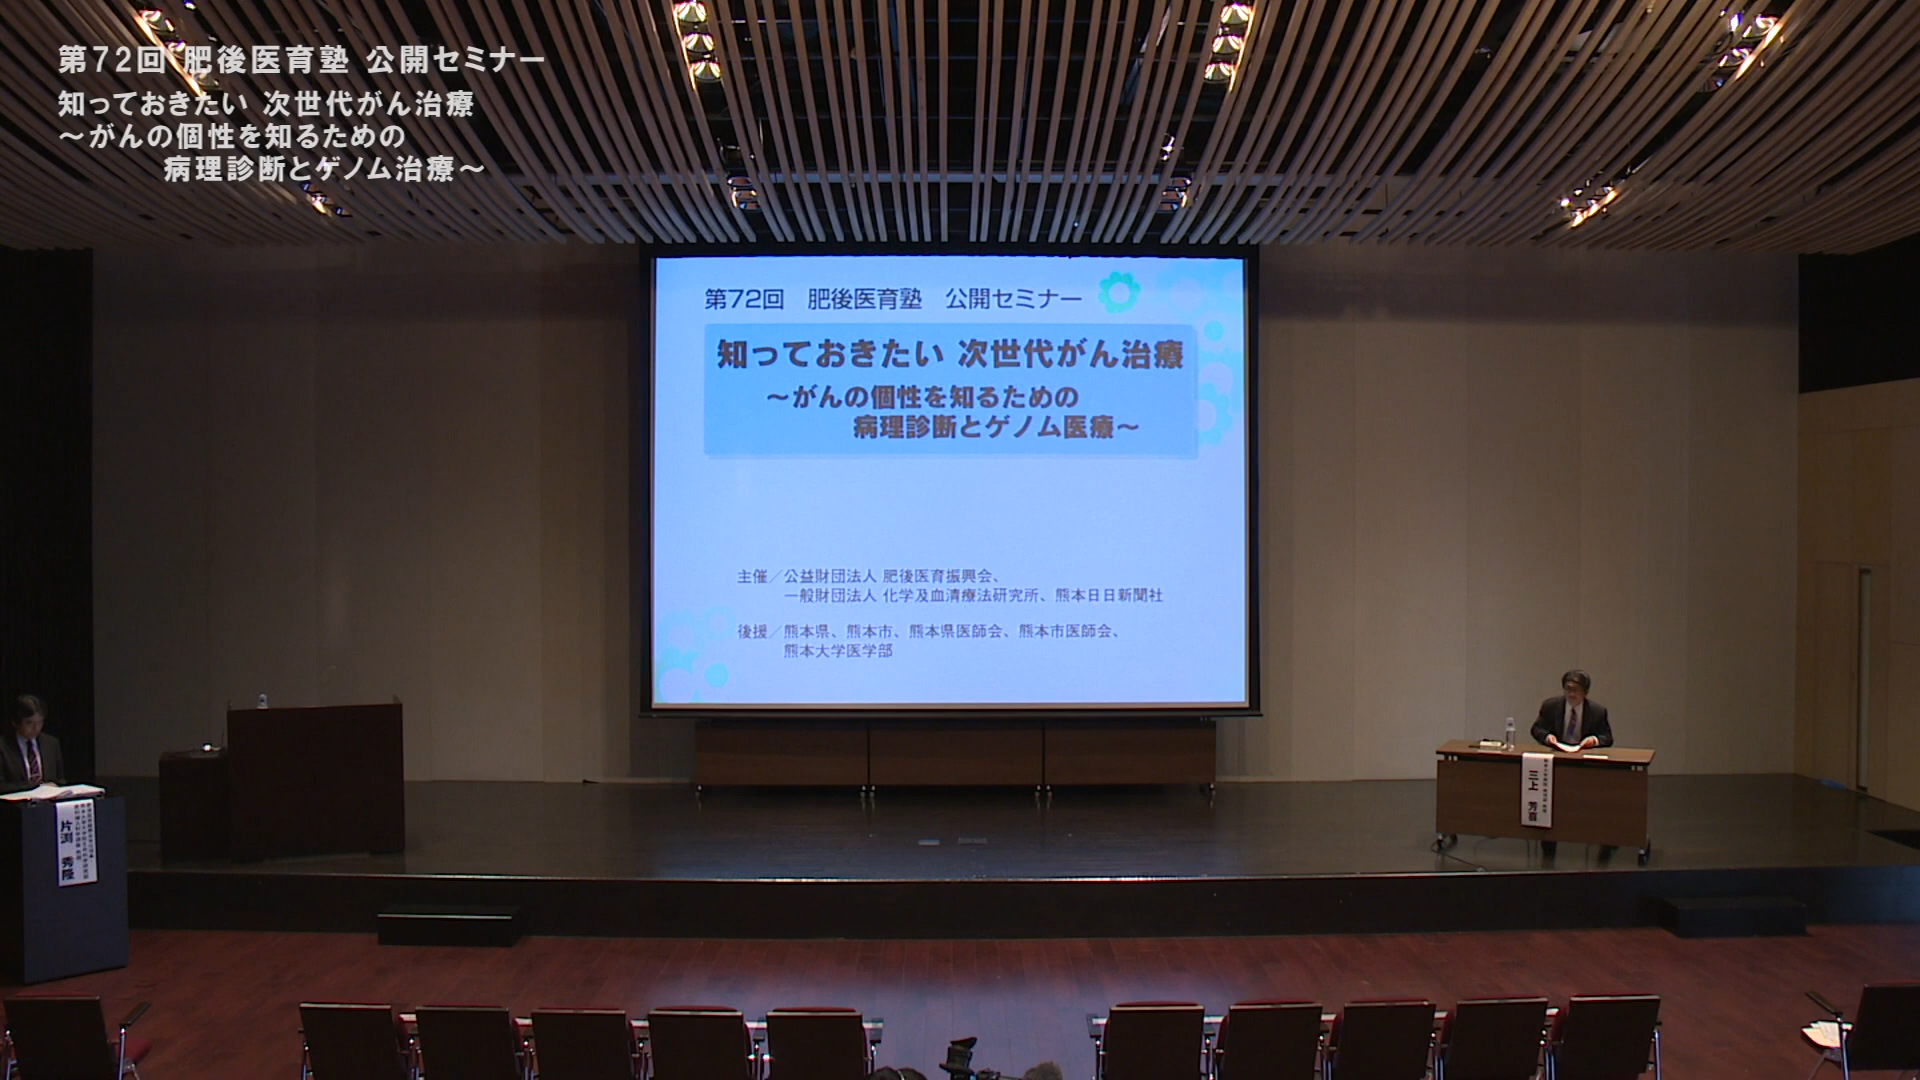 第72回 肥後医育塾 公開セミナー
知っておきたい 次世代がん治療
～がんの個性を知るための
病理診断とゲノム治療～
第72回 肥後医育塾 公開セミナー
知っておきたい 次世代がん治療
～がんの個性を知るための
病理診断とゲノム医療～
主催／公益財団法人 肥後医育振興会、
一般財団法人 化学及血清療法研究所、熊本日日新聞社
後援／熊本県、熊本市、熊本県医師会、熊本市医師会、
熊本大学医学部
片渕 秀隆
三上 芳喜